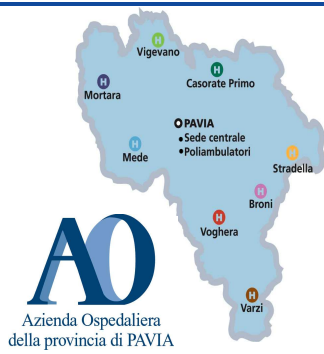 H
Vigevano
H
Casorate Primo
H
Mortara
PAVIA
•Sede centrale
•Poliambulatori
H
Mede
H
Stradella
H
Broni
H
Voghera
H
Varzi
AO
Azienda Ospedaliera
della provincia di PAVIA